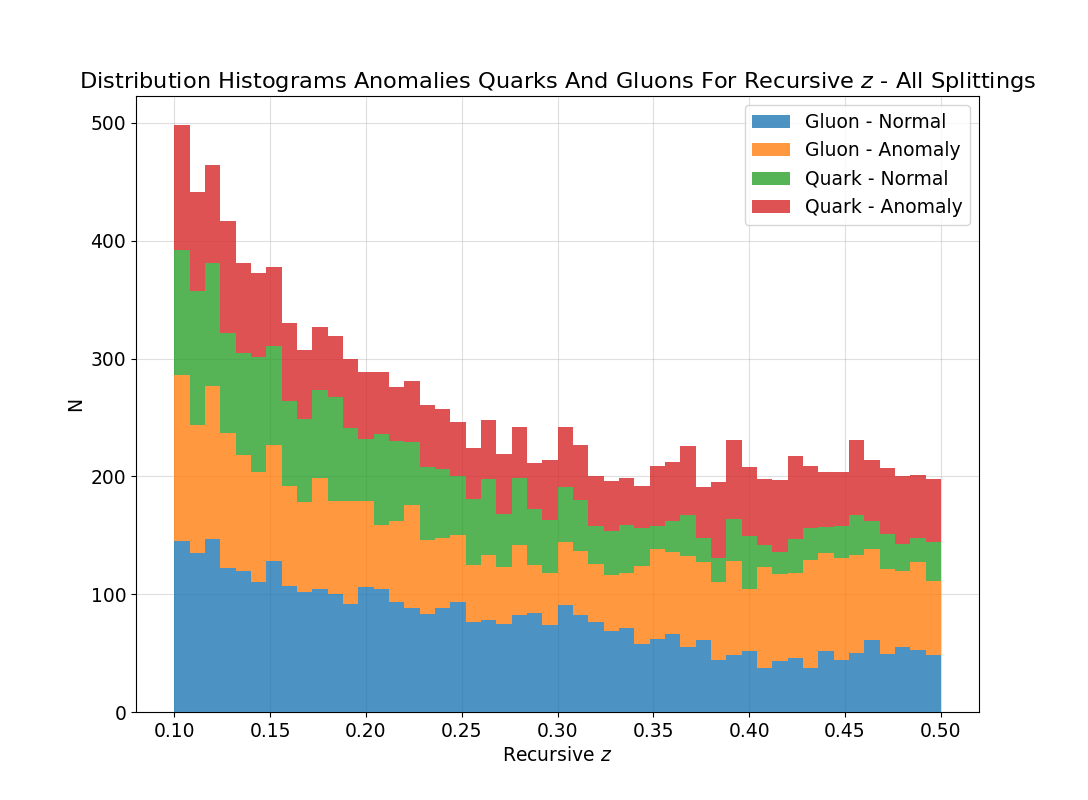 Distribution Histograms Anomalies Quarks And Gluons For Recursive z - All Splittings
Gluon - Normal
Gluon - Anomaly
Quark - Normal
Quark - Anomaly
N
500
400
300
200
100
0
0.10 0.15 0.20 0.25 0.30 0.35 0.40 0.45 0.50
Recursive z